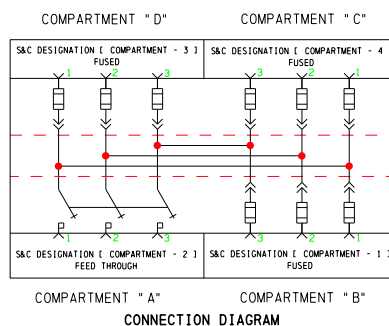 COMPARTMENT "D"
COMPARTMENT "C"
S&C DESIGNATION [ COMPARTMENT - 3 ]
FUSED
S&C DESIGNATION [ COMPARTMENT - 4
FUSED
1 2 3 3 2 1
1 2 3 3 2 1
S&C DESIGNATION [ COMPARTMENT - 2 ]
FEED THROUGH
S&C DESIGNATION [ COMPARTMENT - 1 ]
FUSED
COMPARTMENT "A"
COMPARTMENT "B"
CONNECTION DIAGRAM